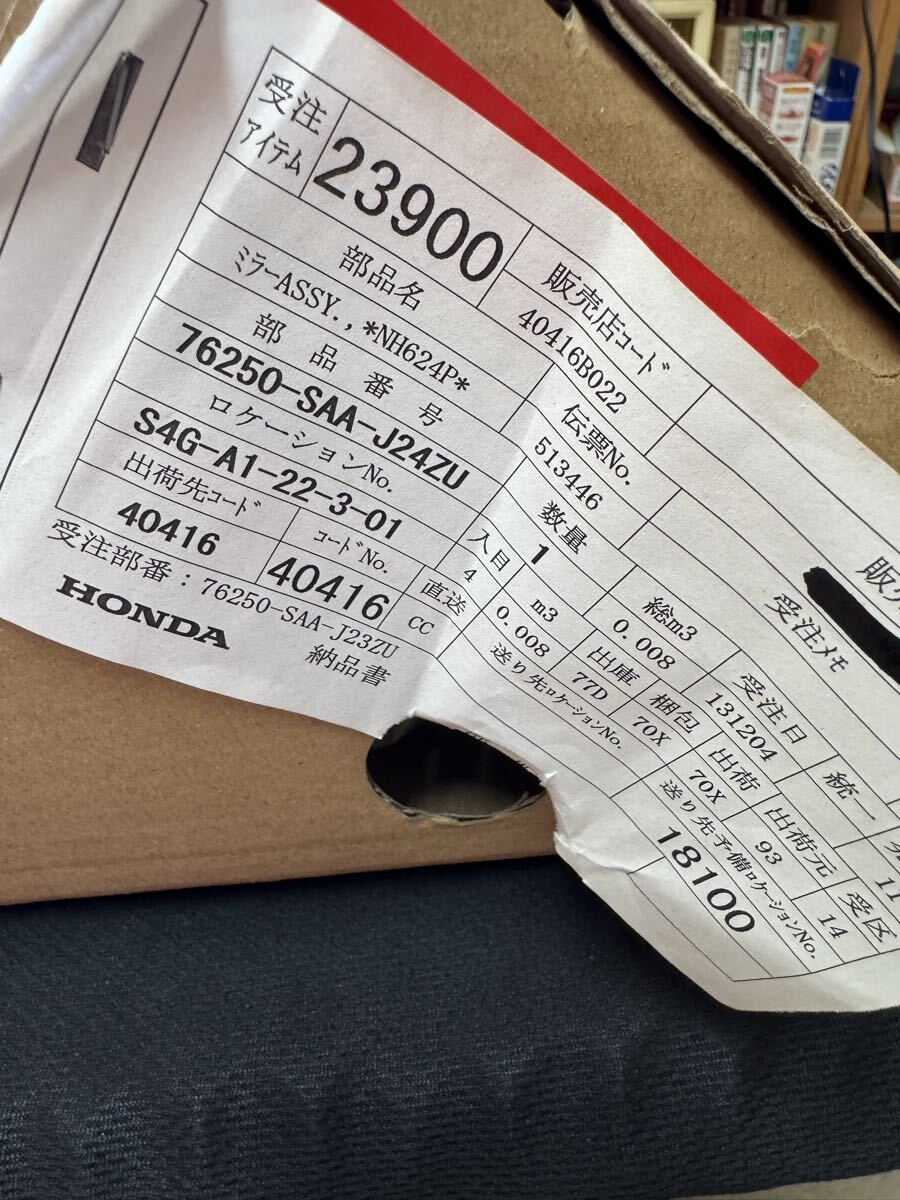 受注
アイテム
23900
販売店コード
40416B022
部品名
ミラーASSY.,*NH624P*
伝票No.
513446
部品番号
76250-SAA-J24ZU
数量
1
ロケーションNo.
S4G-A1-22-3-01
入目
4
m3
0.008
総m3
0.008
受注日
131204
統一
受注メモ
出荷先コード
40416
コードNo.
40416
直送
CC
出庫
77D
梱包
70X
出荷
70X
出荷元
93
受区
14
11
送り先ロケーションNo.
送り先予備ロケーションNo.
18100
受注部番：76250-SAA-J23ZU
HONDA
納品書